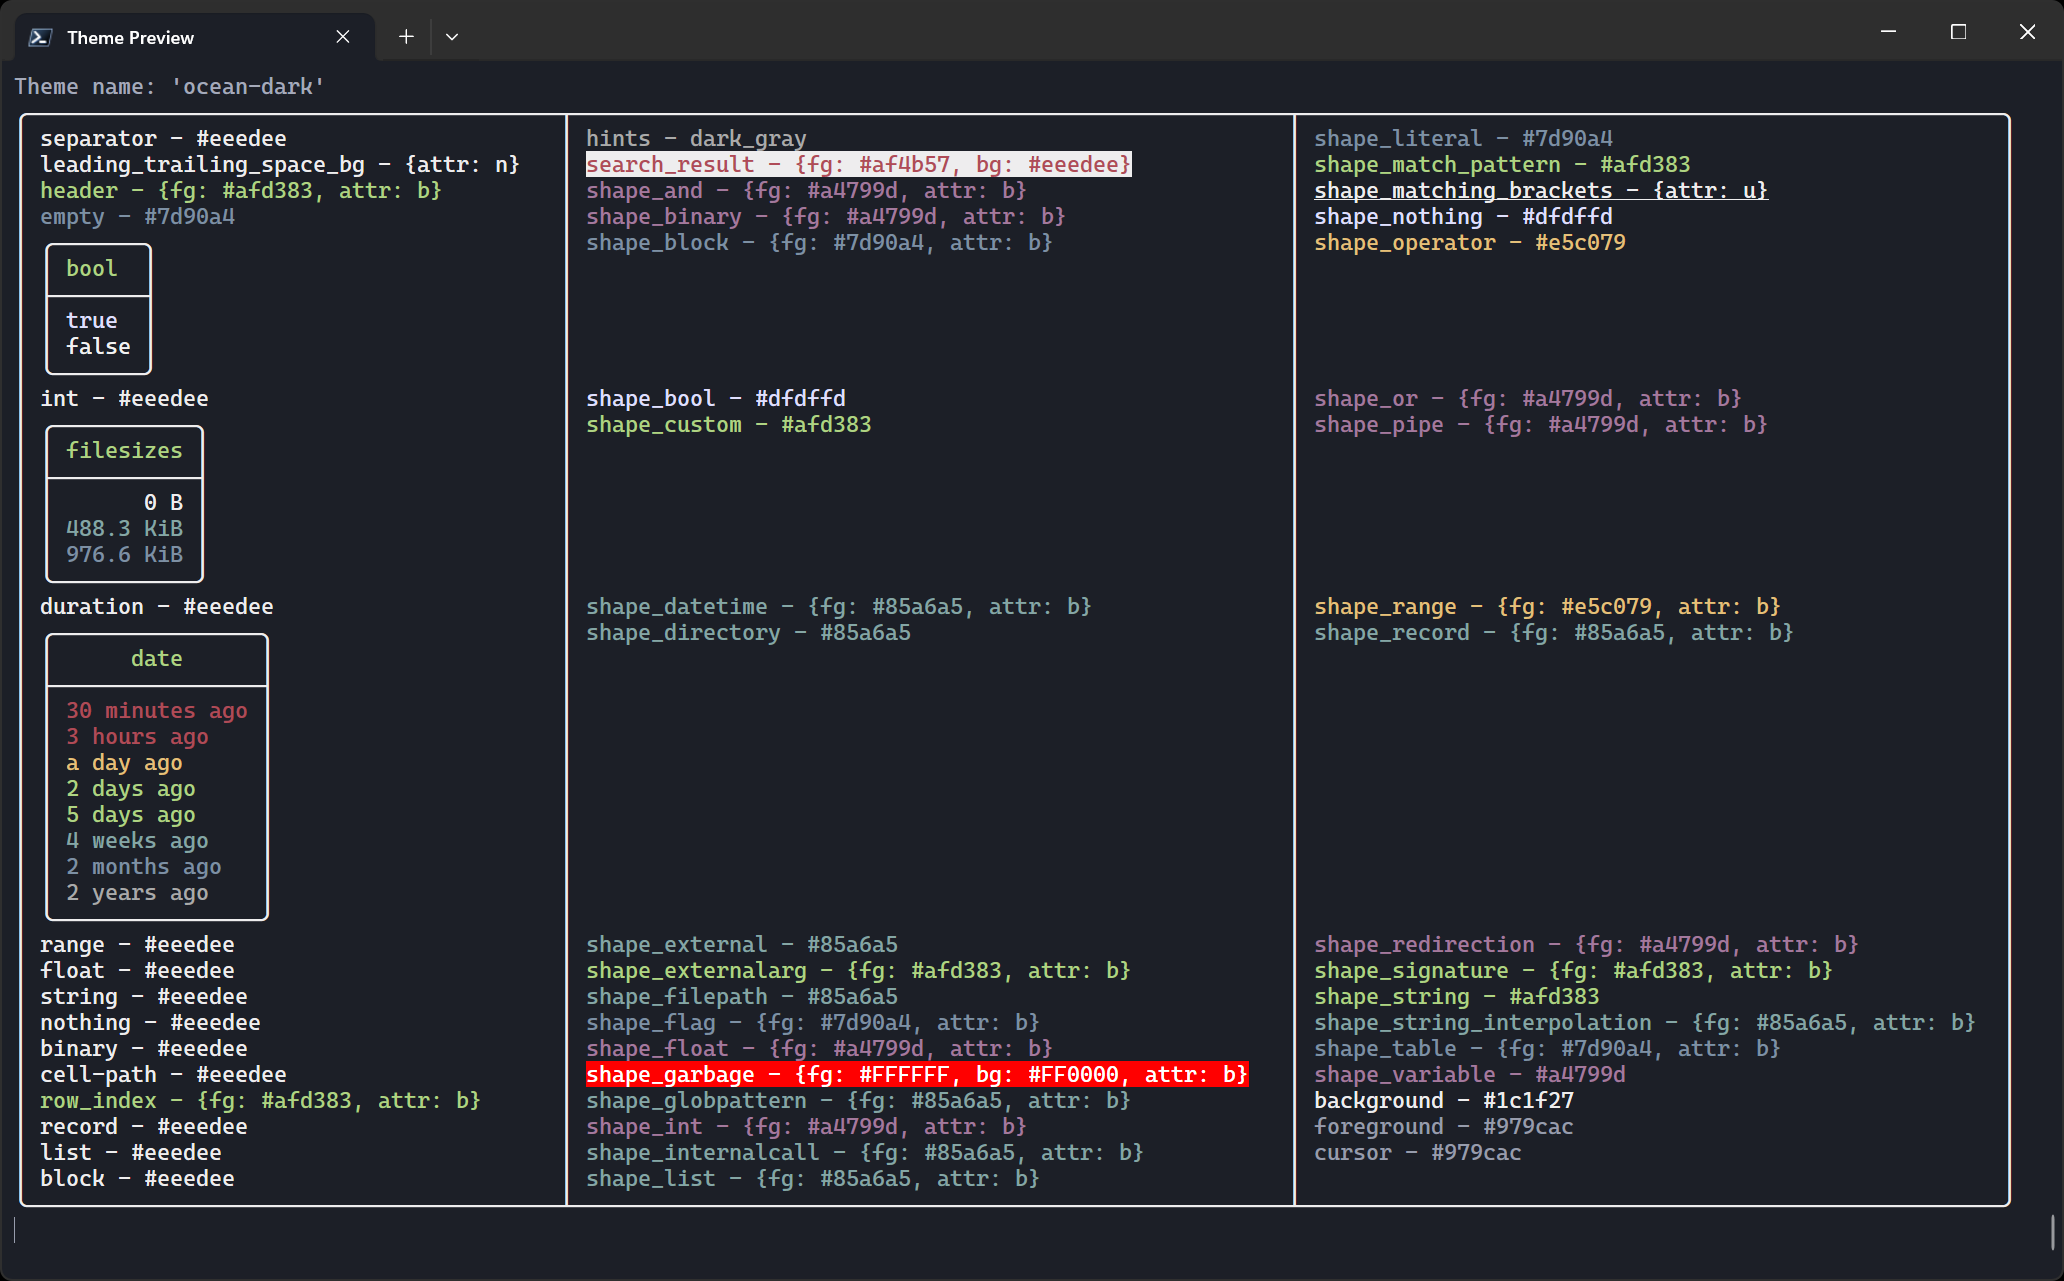 Theme Preview
Theme name: 'ocean-dark'
separator - #eeedee
leading_trailing_space_bg - {attr: n}
header - {fg: #afd383, attr: b}
empty - #7d90a4
bool
true
false
int - #eeedee
filesizes
0 B
488.3 KiB
976.6 KiB
duration - #eeedee
date
30 minutes ago
3 hours ago
a day ago
2 days ago
5 days ago
4 weeks ago
2 months ago
2 years ago
range - #eeedee
float - #eeedee
string - #eeedee
nothing - #eeedee
binary - #eeedee
cell-path - #eeedee
row_index - {fg: #afd383, attr: b}
record - #eeedee
list - #eeedee
block - #eeedee
hints - dark_gray
search_result - {fg: #af4b57, bg: #eeedee}
shape_and - {fg: #a4799d, attr: b}
shape_binary - {fg: #a4799d, attr: b}
shape_block - {fg: #7d90a4, attr: b}
shape_bool - #dfdffd
shape_custom - #afd383
shape_datetime - {fg: #85a6a5, attr: b}
shape_directory - #85a6a5
shape_external - #85a6a5
shape_externalarg - {fg: #afd383, attr: b}
shape_filepath - #85a6a5
shape_flag - {fg: #7d90a4, attr: b}
shape_float - {fg: #a4799d, attr: b}
shape_garbage - {fg: #FFFFFF, bg: #FF0000, attr: b}
shape_globpattern - {fg: #85a6a5, attr: b}
shape_int - {fg: #a4799d, attr: b}
shape_internalcall - {fg: #85a6a5, attr: b}
shape_list - {fg: #85a6a5, attr: b}
shape_literal - #7d90a4
shape_match_pattern - #afd383
shape_matching_brackets - {attr: u}
shape_nothing - #dfdffd
shape_operator - #e5c079
shape_or - {fg: #a4799d, attr: b}
shape_pipe - {fg: #a4799d, attr: b}
shape_range - {fg: #e5c079, attr: b}
shape_record - {fg: #85a6a5, attr: b}
shape_redirection - {fg: #a4799d, attr: b}
shape_signature - {fg: #afd383, attr: b}
shape_string - #afd383
shape_string_interpolation - {fg: #85a6a5, attr: b}
shape_table - {fg: #7d90a4, attr: b}
shape_variable - #a4799d
background - #1c1f27
foreground - #979cac
cursor - #979cac